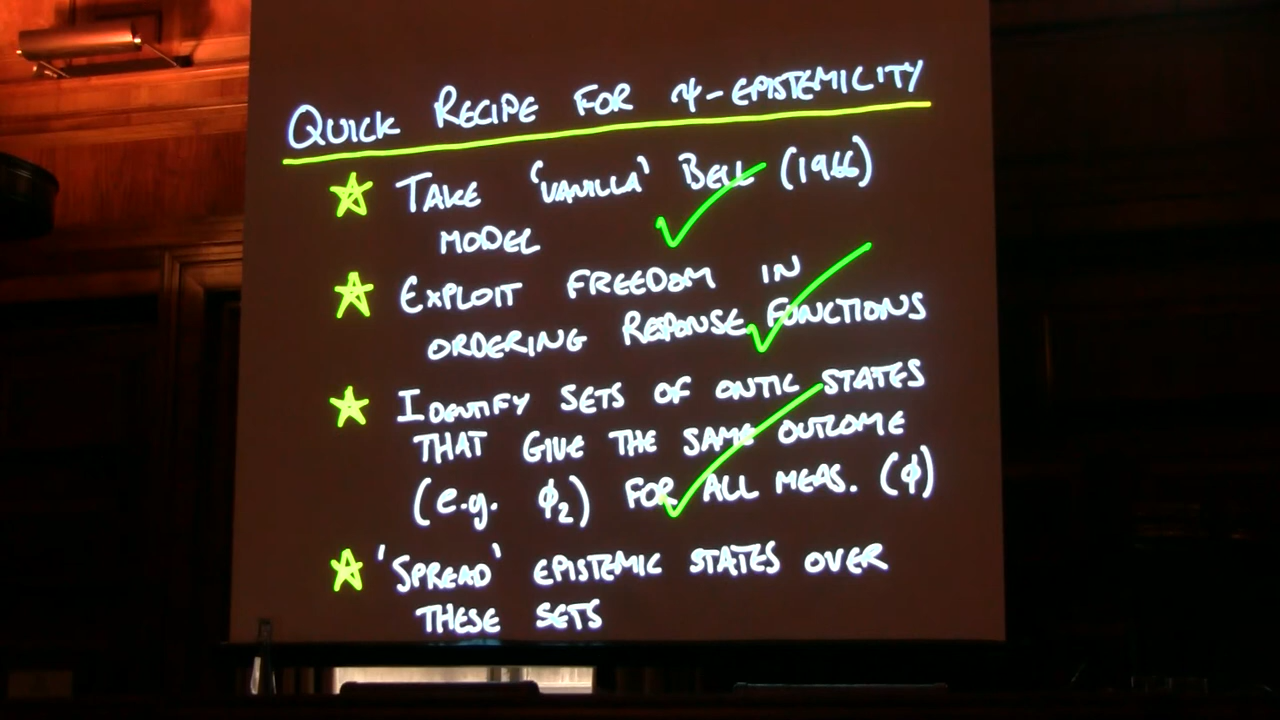 QUICK RECIPE FOR ψ-EPISTEMICITY
TAKE 'VANILLA' BELL (1966)
MODEL
EXPLOIT FREEDOM IN
ORDERING RESPONSE FUNCTIONS
IDENTIFY SETS OF ONTIC STATES
THAT GIVE THE SAME OUTCOME
(e.g. ϕ₂) FOR ALL MEAS. (ϕ)
'SPREAD' EPISTEMIC STATES OVER
THESE SETS